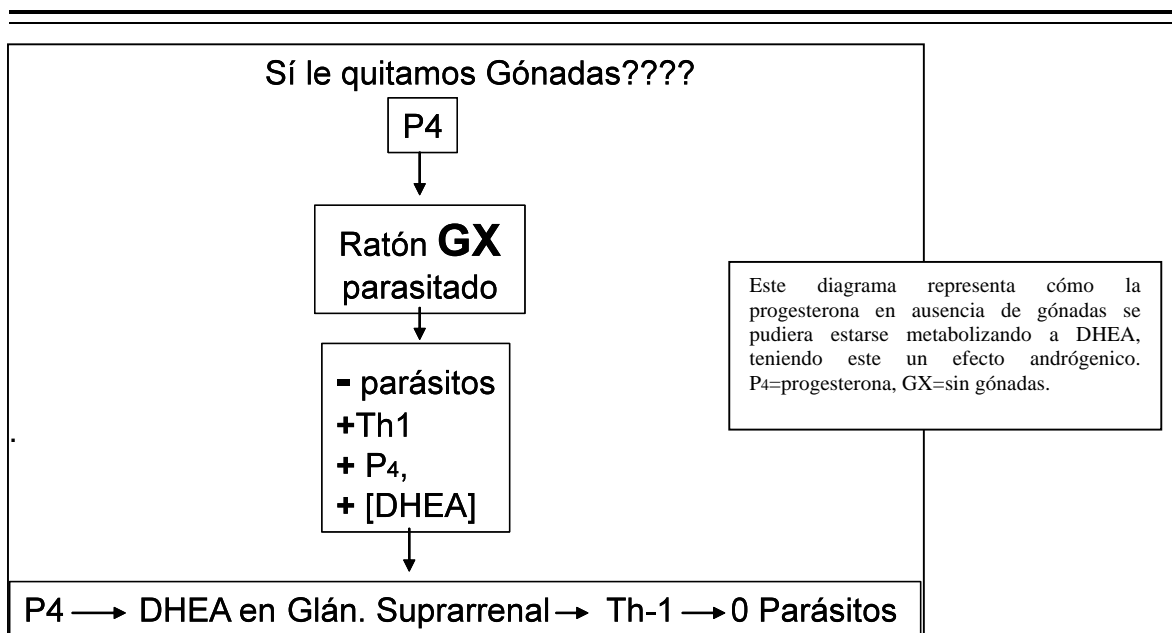 Sí le quitamos Gónadas????
P4
Ratón GX
parasitado
- parásitos
+Th1
+ P4,
+ [DHEA]
P4 → DHEA en Glán. Suprarrenal → Th-1 → 0 Parásitos
Este diagrama representa cómo la
progesterona en ausencia de gónadas se
pudiera estarse metabolizando a DHEA,
teniendo este un efecto andrógenico.
P4=progesterona, GX=sin gónadas.
.